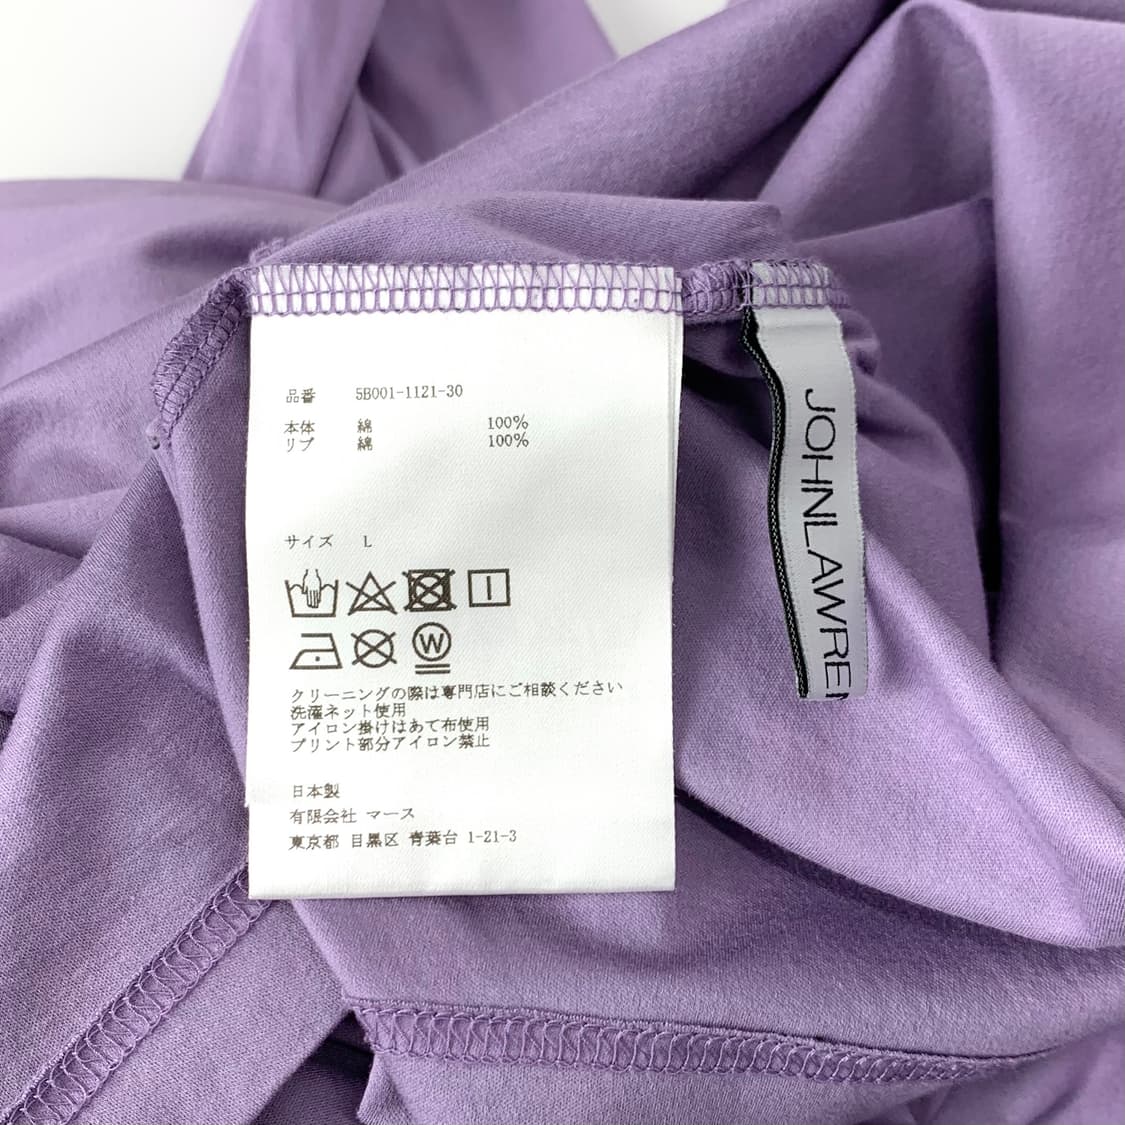 品番 5B001-1121-30
本体 綿 100%
リブ 綿 100%
サイズ L
W
クリーニングの際は専門店にご相談ください
洗濯ネット使用
アイロン掛けはあて布使用
プリント部分アイロン禁止
日本製
有限会社 マース
東京都 目黒区 青葉台 1-21-3
JOHNLAWREN